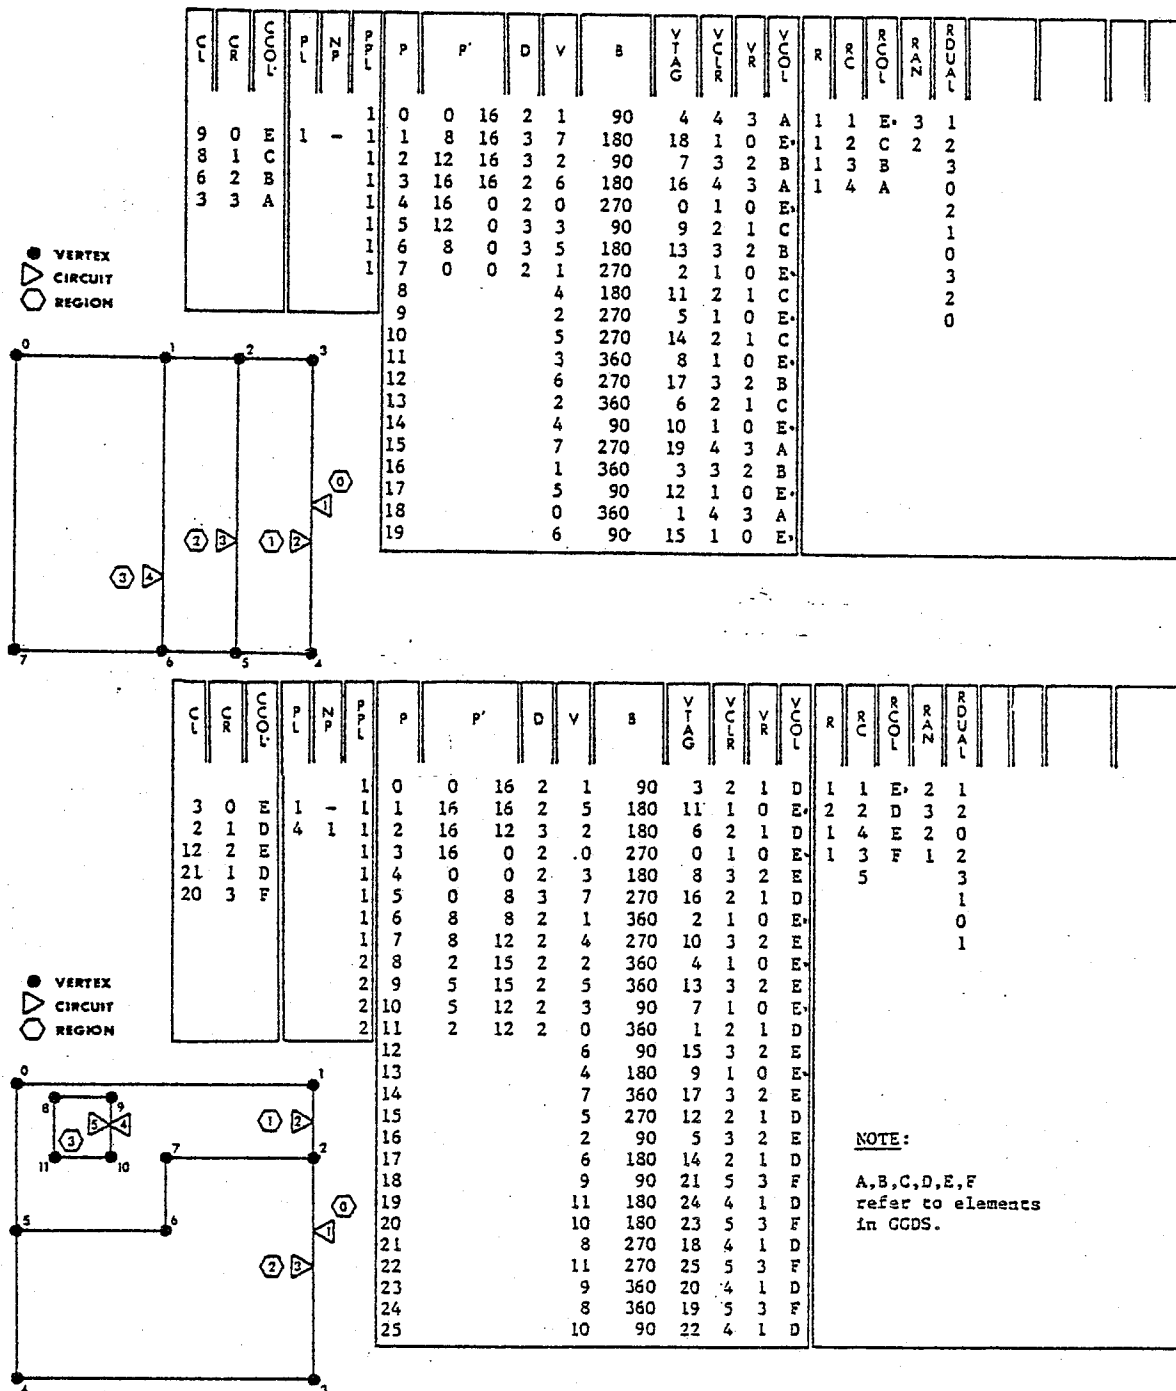 CL CR CCOL PL NP PPL P P' D V B VTAG VCLR VR VCOL R RC RCOL RAN RDUAL
1 0 0 16 2 1 90 4 4 3 A 1 1 E 3 1
9 0 E 1 - 1 1 8 16 3 7 180 18 1 0 E 1 2 C 2 2
8 1 C 1 2 12 16 3 2 90 7 3 2 B 1 3 B 3
6 2 B 1 3 16 16 2 6 180 16 4 3 A 1 4 A 0
3 3 A 1 4 16 0 2 0 270 0 1 0 E 2
1 5 12 0 3 3 90 9 2 1 C 1
1 6 8 0 3 5 180 13 3 2 B 0
1 7 0 0 2 1 270 2 1 0 E 3
8 4 180 11 2 1 C 2
9 2 270 5 1 0 E 0
10 5 270 14 2 1 C
11 3 360 8 1 0 E
12 6 270 17 3 2 B
13 2 360 6 2 1 C
14 4 90 10 1 0 E
15 7 270 19 4 3 A
16 1 360 3 3 2 B
17 5 90 12 1 0 E
18 0 360 1 4 3 A
19 6 90 15 1 0 E
VERTEX
CIRCUIT
REGION
0 1 2 3
0
1
2 3 1 2
3 4
7 6 5 4
CL CR CCOL PL NP PPL P P' D V B VTAG VCLR VR VCOL R RC RCOL RAN RDUAL
1 0 0 16 2 1 90 3 2 1 D 1 1 E 2 1
3 0 E 1 - 1 1 16 16 2 5 180 11 1 0 E 2 2 D 3 2
2 1 D 4 1 1 2 16 12 3 2 180 6 2 1 D 1 4 E 2 0
12 2 E 1 3 16 0 2 0 270 0 1 0 E 1 3 F 1 2
21 1 D 1 4 0 0 2 3 180 8 3 2 E 5 3
20 3 F 1 5 0 8 3 7 270 16 2 1 D 1
1 6 8 8 2 1 360 2 1 0 E 0
1 7 8 12 2 4 270 10 3 2 E 1
2 8 2 15 2 2 360 4 1 0 E
2 9 5 15 2 5 360 13 3 2 E
2 10 5 12 2 3 90 7 1 0 E
2 11 2 12 2 0 360 1 2 1 D
12 6 90 15 3 2 E
13 4 180 9 1 0 E
14 7 360 17 3 2 E
15 5 270 12 2 1 D
16 2 90 5 3 2 E
17 6 180 14 2 1 D
18 9 90 21 5 3 F
19 11 180 24 4 1 D
20 10 180 23 5 3 F
21 8 270 18 4 1 D
22 11 270 25 5 3 F
23 9 360 20 4 1 D
24 8 360 19 5 3 F
25 10 90 22 4 1 D
NOTE:
A,B,C,D,E,F
refer to elements
in GGDS.
VERTEX
CIRCUIT
REGION
0 1
8 9
5 4 1 2
3 7 2
11 10
0
5 6 1
2 3
4 3